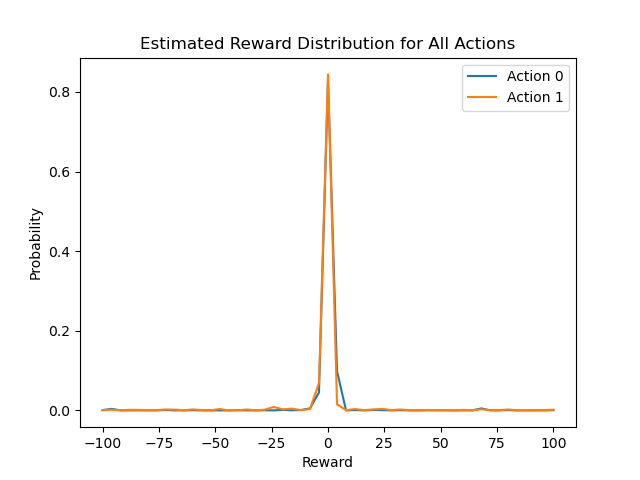 Estimated Reward Distribution for All Actions
Action 0
Action 1
0.8
0.6
0.4
0.2
0.0
Probability
−100
−75
−50
−25
0
25
50
75
100
Reward